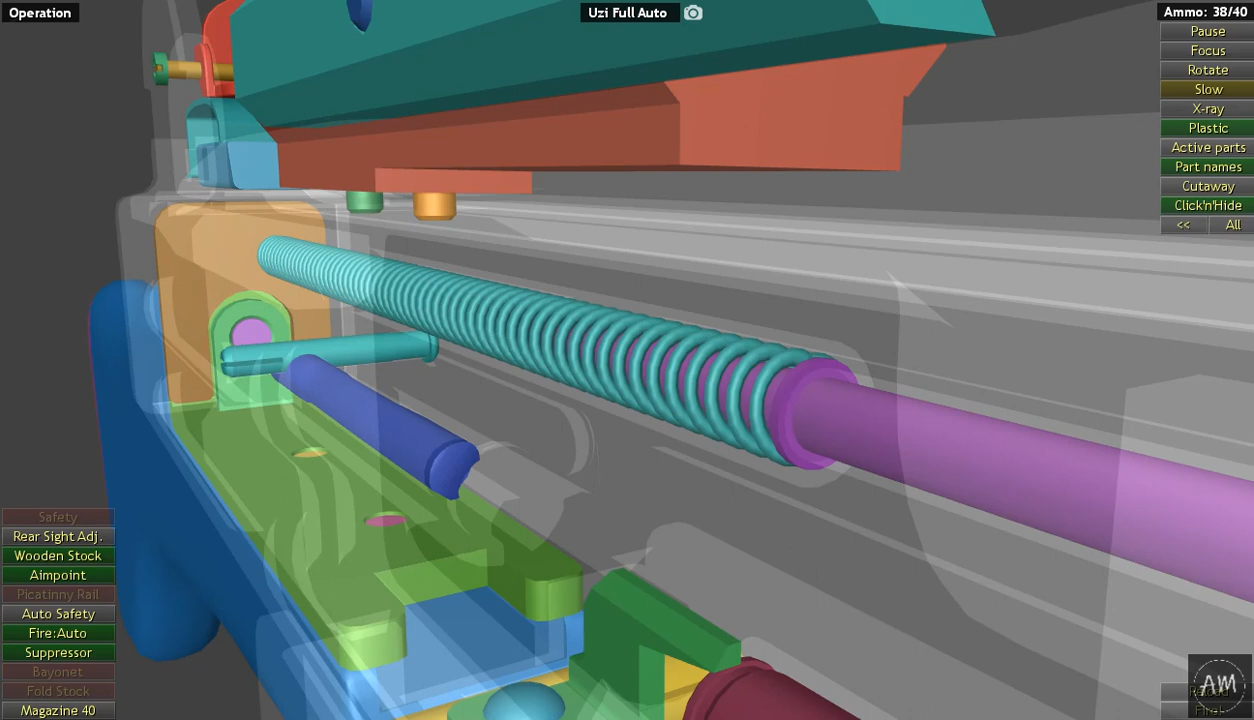 Operation
Uzi Full Auto
Ammo: 38/40
Pause
Focus
Rotate
Slow
X-ray
Plastic
Active parts
Part names
Cutaway
Click'n'Hide
<< All
Safety
Rear Sight Adj.
Wooden Stock
Aimpoint
Picatinny Rail
Auto Safety
Fire:Auto
Suppressor
Bayonet
Fold Stock
Magazine 40
AW